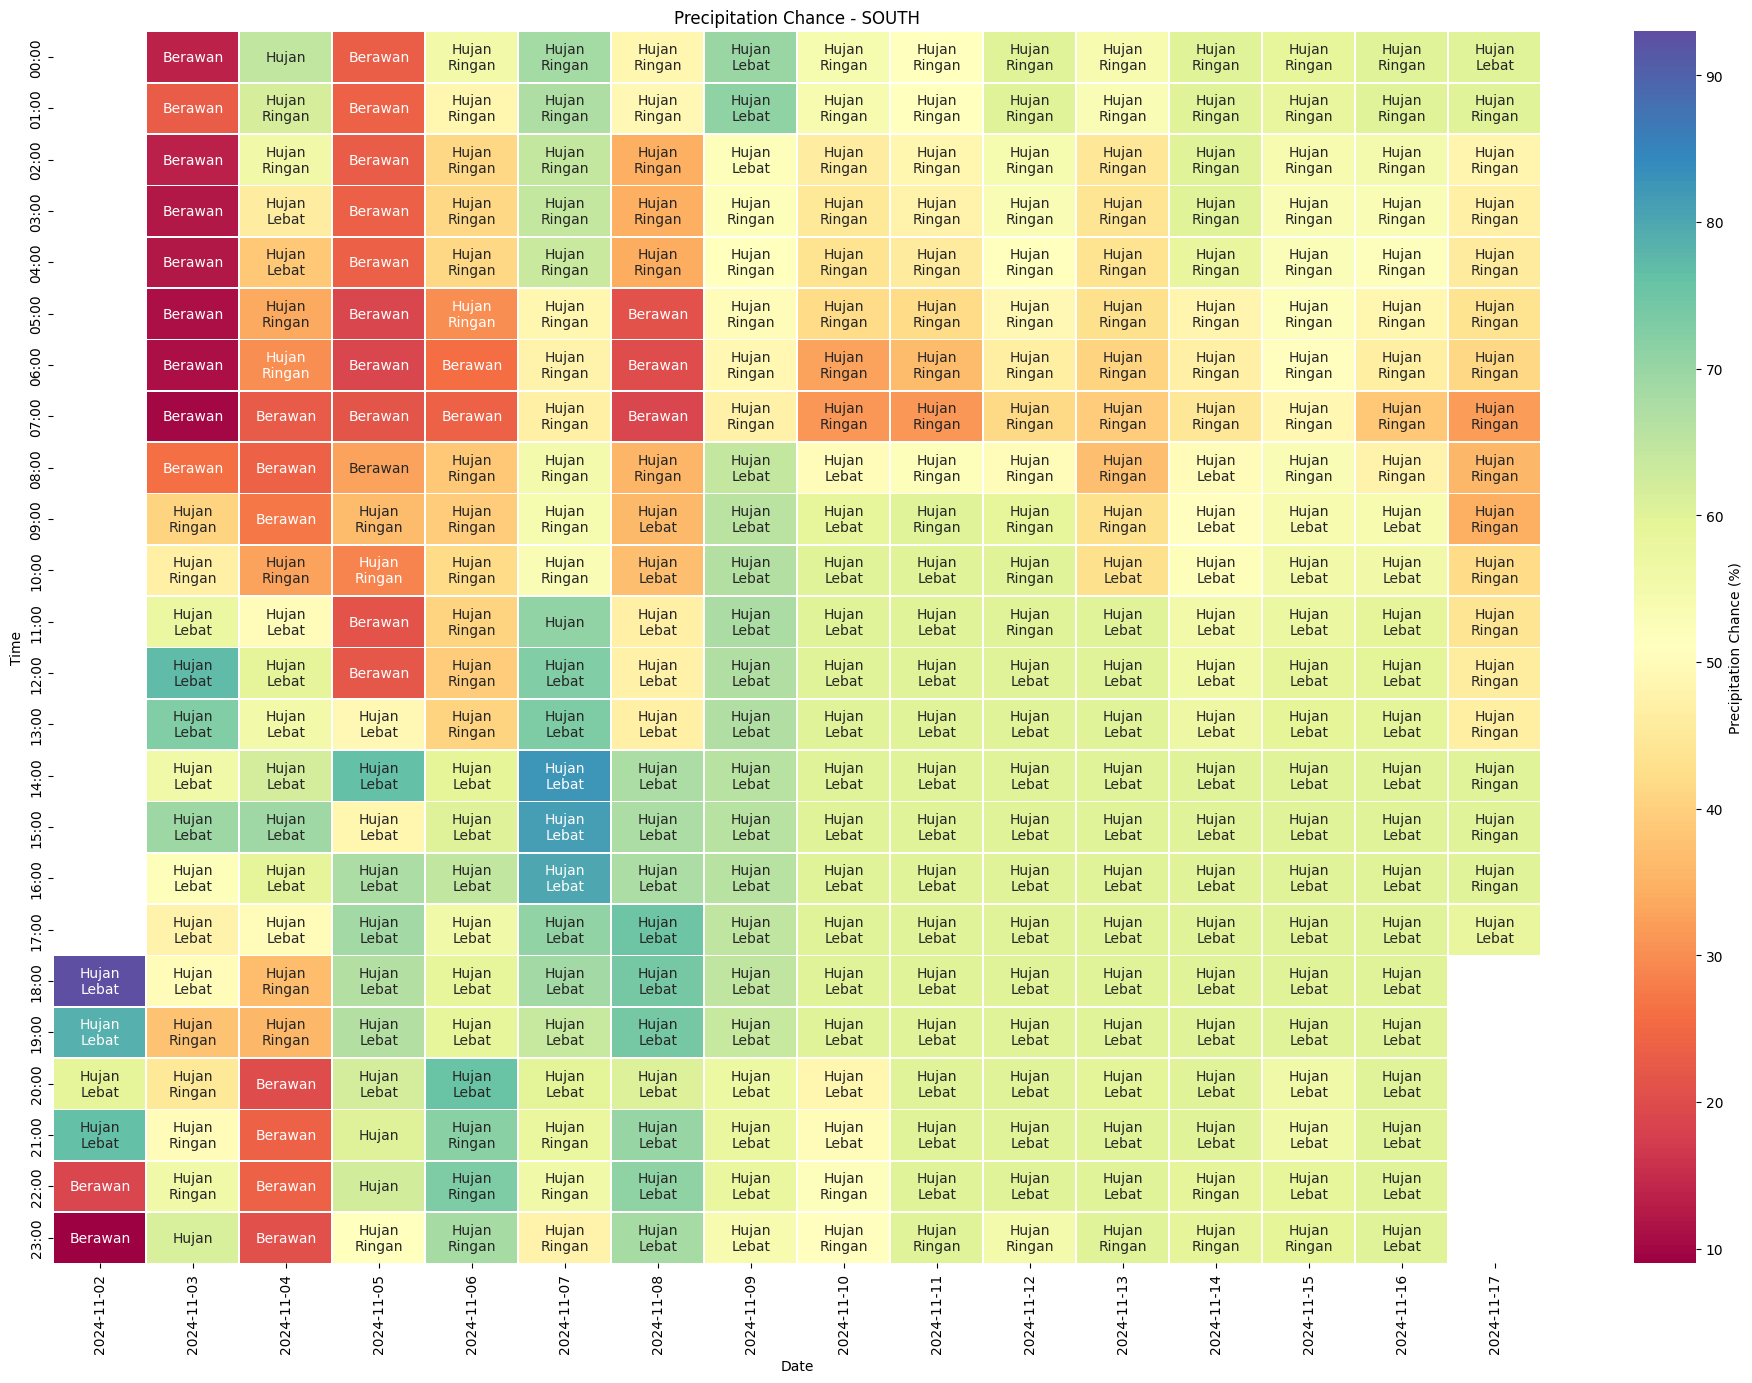 Precipitation Chance - SOUTH
00:00 Berawan Hujan Berawan Hujan Ringan Hujan Ringan Hujan Ringan Hujan Lebat Hujan Ringan Hujan Ringan Hujan Ringan Hujan Ringan Hujan Ringan Hujan Ringan Hujan Ringan Hujan Lebat
01:00 Berawan Hujan Ringan Berawan Hujan Ringan Hujan Ringan Hujan Ringan Hujan Lebat Hujan Ringan Hujan Ringan Hujan Ringan Hujan Ringan Hujan Ringan Hujan Ringan Hujan Ringan Hujan Ringan
02:00 Berawan Hujan Ringan Berawan Hujan Ringan Hujan Ringan Hujan Ringan Hujan Lebat Hujan Ringan Hujan Ringan Hujan Ringan Hujan Ringan Hujan Ringan Hujan Ringan Hujan Ringan Hujan Ringan
03:00 Berawan Hujan Lebat Berawan Hujan Ringan Hujan Ringan Hujan Ringan Hujan Ringan Hujan Ringan Hujan Ringan Hujan Ringan Hujan Ringan Hujan Ringan Hujan Ringan Hujan Ringan Hujan Ringan
04:00 Berawan Hujan Lebat Berawan Hujan Ringan Hujan Ringan Hujan Ringan Hujan Ringan Hujan Ringan Hujan Ringan Hujan Ringan Hujan Ringan Hujan Ringan Hujan Ringan Hujan Ringan Hujan Ringan
05:00 Berawan Hujan Ringan Berawan Hujan Ringan Hujan Ringan Berawan Hujan Ringan Hujan Ringan Hujan Ringan Hujan Ringan Hujan Ringan Hujan Ringan Hujan Ringan Hujan Ringan Hujan Ringan
06:00 Berawan Hujan Ringan Berawan Berawan Hujan Ringan Berawan Hujan Ringan Hujan Ringan Hujan Ringan Hujan Ringan Hujan Ringan Hujan Ringan Hujan Ringan Hujan Ringan Hujan Ringan
07:00 Berawan Berawan Berawan Berawan Hujan Ringan Berawan Hujan Ringan Hujan Ringan Hujan Ringan Hujan Ringan Hujan Ringan Hujan Ringan Hujan Ringan Hujan Ringan Hujan Ringan
08:00 Berawan Berawan Berawan Hujan Ringan Hujan Ringan Hujan Ringan Hujan Lebat Hujan Lebat Hujan Ringan Hujan Ringan Hujan Ringan Hujan Lebat Hujan Ringan Hujan Ringan Hujan Ringan
09:00 Hujan Ringan Berawan Hujan Ringan Hujan Ringan Hujan Ringan Hujan Lebat Hujan Lebat Hujan Lebat Hujan Ringan Hujan Ringan Hujan Ringan Hujan Lebat Hujan Lebat Hujan Lebat Hujan Ringan
10:00 Hujan Ringan Hujan Ringan Hujan Ringan Hujan Ringan Hujan Ringan Hujan Lebat Hujan Lebat Hujan Lebat Hujan Lebat Hujan Ringan Hujan Lebat Hujan Lebat Hujan Lebat Hujan Lebat Hujan Ringan
11:00 Hujan Lebat Hujan Lebat Berawan Hujan Ringan Hujan Hujan Lebat Hujan Lebat Hujan Lebat Hujan Lebat Hujan Ringan Hujan Lebat Hujan Lebat Hujan Lebat Hujan Lebat Hujan Ringan
12:00 Hujan Lebat Hujan Lebat Berawan Hujan Ringan Hujan Lebat Hujan Lebat Hujan Lebat Hujan Lebat Hujan Lebat Hujan Lebat Hujan Lebat Hujan Lebat Hujan Lebat Hujan Lebat Hujan Ringan
13:00 Hujan Lebat Hujan Lebat Hujan Lebat Hujan Ringan Hujan Lebat Hujan Lebat Hujan Lebat Hujan Lebat Hujan Lebat Hujan Lebat Hujan Lebat Hujan Lebat Hujan Lebat Hujan Lebat Hujan Ringan
14:00 Hujan Lebat Hujan Lebat Hujan Lebat Hujan Lebat Hujan Lebat Hujan Lebat Hujan Lebat Hujan Lebat Hujan Lebat Hujan Lebat Hujan Lebat Hujan Lebat Hujan Lebat Hujan Lebat Hujan Ringan
15:00 Hujan Lebat Hujan Lebat Hujan Lebat Hujan Lebat Hujan Lebat Hujan Lebat Hujan Lebat Hujan Lebat Hujan Lebat Hujan Lebat Hujan Lebat Hujan Lebat Hujan Lebat Hujan Lebat Hujan Ringan
16:00 Hujan Lebat Hujan Lebat Hujan Lebat Hujan Lebat Hujan Lebat Hujan Lebat Hujan Lebat Hujan Lebat Hujan Lebat Hujan Lebat Hujan Lebat Hujan Lebat Hujan Lebat Hujan Lebat Hujan Ringan
17:00 Hujan Lebat Hujan Lebat Hujan Lebat Hujan Lebat Hujan Lebat Hujan Lebat Hujan Lebat Hujan Lebat Hujan Lebat Hujan Lebat Hujan Lebat Hujan Lebat Hujan Lebat Hujan Lebat Hujan Lebat
18:00 Hujan Lebat Hujan Lebat Hujan Ringan Hujan Lebat Hujan Lebat Hujan Lebat Hujan Lebat Hujan Lebat Hujan Lebat Hujan Lebat Hujan Lebat Hujan Lebat Hujan Lebat Hujan Lebat Hujan Lebat
19:00 Hujan Lebat Hujan Ringan Hujan Ringan Hujan Lebat Hujan Lebat Hujan Lebat Hujan Lebat Hujan Lebat Hujan Lebat Hujan Lebat Hujan Lebat Hujan Lebat Hujan Lebat Hujan Lebat Hujan Lebat
20:00 Hujan Lebat Hujan Ringan Berawan Hujan Lebat Hujan Lebat Hujan Lebat Hujan Lebat Hujan Lebat Hujan Lebat Hujan Lebat Hujan Lebat Hujan Lebat Hujan Lebat Hujan Lebat Hujan Lebat
21:00 Hujan Lebat Hujan Ringan Berawan Hujan Hujan Ringan Hujan Ringan Hujan Lebat Hujan Lebat Hujan Lebat Hujan Lebat Hujan Lebat Hujan Lebat Hujan Lebat Hujan Lebat Hujan Lebat
22:00 Berawan Hujan Ringan Berawan Hujan Hujan Ringan Hujan Ringan Hujan Lebat Hujan Lebat Hujan Ringan Hujan Lebat Hujan Lebat Hujan Lebat Hujan Ringan Hujan Lebat Hujan Lebat
23:00 Berawan Hujan Berawan Hujan Ringan Hujan Ringan Hujan Ringan Hujan Lebat Hujan Lebat Hujan Ringan Hujan Ringan Hujan Ringan Hujan Ringan Hujan Ringan Hujan Ringan Hujan Lebat
2024-11-02 2024-11-03 2024-11-04 2024-11-05 2024-11-06 2024-11-07 2024-11-08 2024-11-09 2024-11-10 2024-11-11 2024-11-12 2024-11-13 2024-11-14 2024-11-15 2024-11-16 2024-11-17
Date
Time
90
80
70
60
50
40
30
20
10
Precipitation Chance (%)